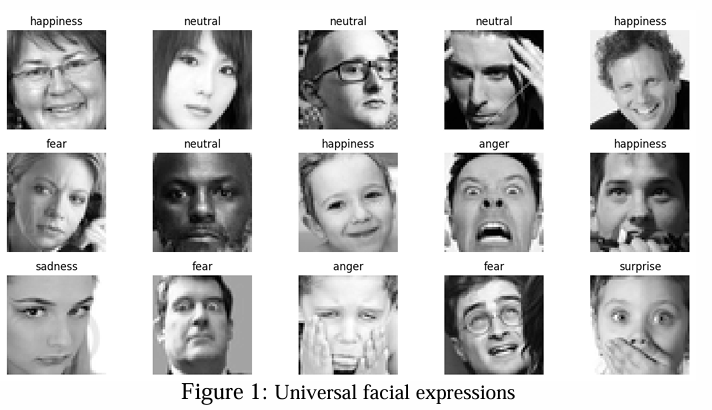 happiness neutral neutral neutral happiness
fear neutral happiness anger happiness
sadness fear anger fear surprise
Figure 1: Universal facial expressions